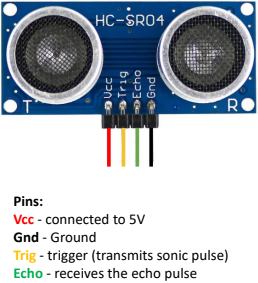 HC-SR04
T R
Vcc Trig Echo Gnd
Pins:
Vcc - connected to 5V
Gnd - Ground
Trig - trigger (transmits sonic pulse)
Echo - receives the echo pulse